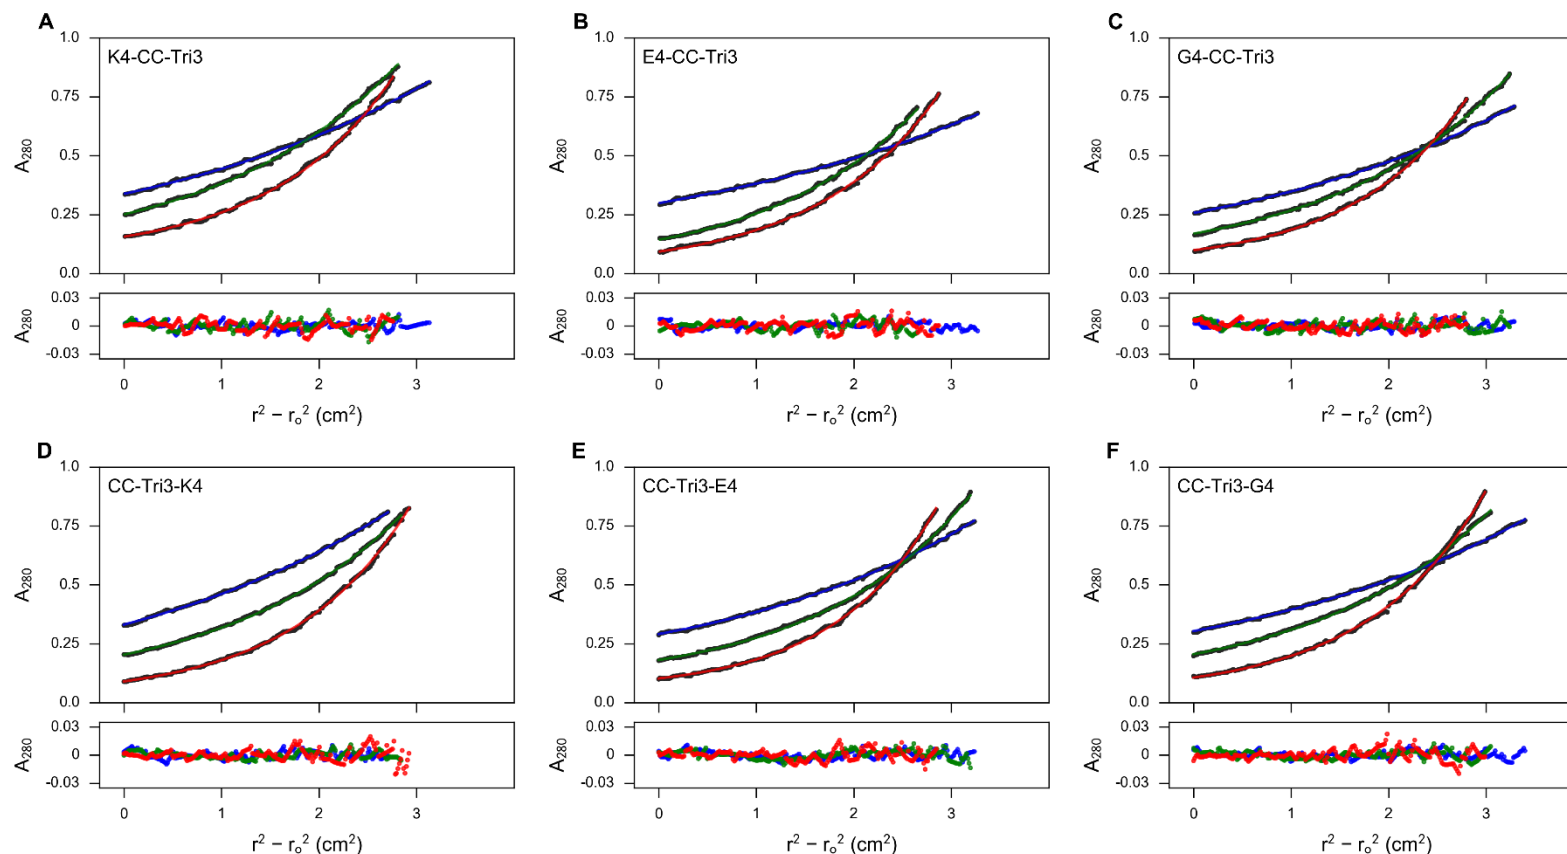 A
K4-CC-Tri3
1.0
0.75
0.5
0.25
0.0
A₂₈₀
0.03
0
-0.03
A₂₈₀
0 1 2 3
r² − rₒ² (cm²)
B
E4-CC-Tri3
1.0
0.75
0.5
0.25
0.0
A₂₈₀
0.03
0
-0.03
A₂₈₀
0 1 2 3
r² − rₒ² (cm²)
C
G4-CC-Tri3
1.0
0.75
0.5
0.25
0.0
A₂₈₀
0.03
0
-0.03
A₂₈₀
0 1 2 3
r² − rₒ² (cm²)
D
CC-Tri3-K4
1.0
0.75
0.5
0.25
0.0
A₂₈₀
0.03
0
-0.03
A₂₈₀
0 1 2 3
r² − rₒ² (cm²)
E
CC-Tri3-E4
1.0
0.75
0.5
0.25
0.0
A₂₈₀
0.03
0
-0.03
A₂₈₀
0 1 2 3
r² − rₒ² (cm²)
F
CC-Tri3-G4
1.0
0.75
0.5
0.25
0.0
A₂₈₀
0.03
0
-0.03
A₂₈₀
0 1 2 3
r² − rₒ² (cm²)